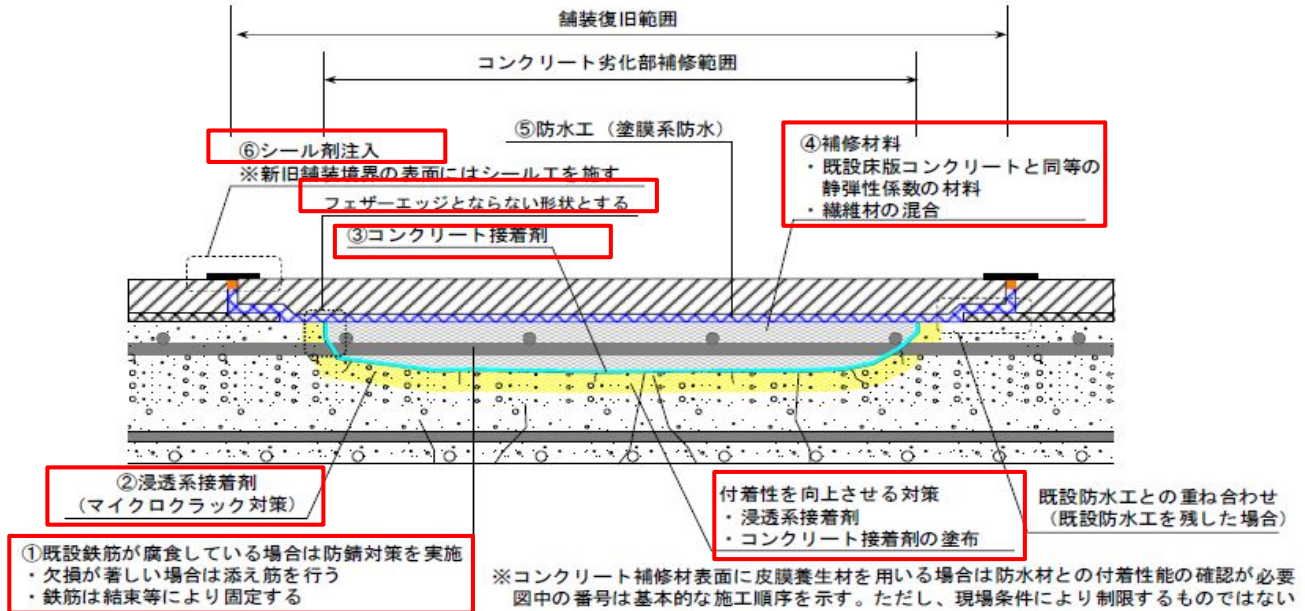 舗装復旧範囲
コンクリート劣化部補修範囲
⑤防水工（塗膜系防水）
⑥シール剤注入
※新旧舗装境界の表面にはシール工を施す
フェザーエッジとならない形状とする
③コンクリート接着剤
④補修材料
・既設床版コンクリートと同等の
静弾性係数の材料
・繊維材の混合
②浸透系接着剤
（マイクロクラック対策）
付着性を向上させる対策
・浸透系接着剤
・コンクリート接着剤の塗布
既設防水工との重ね合わせ
（既設防水工を残した場合）
①既設鉄筋が腐食している場合は防錆対策を実施
・欠損が著しい場合は添え筋を行う
・鉄筋は結束等により固定する
※コンクリート補修材表面に皮膜養生材を用いる場合は防水材との付着性能の確認が必要
図中の番号は基本的な施工順序を示す。ただし、現場条件により制限するものではない